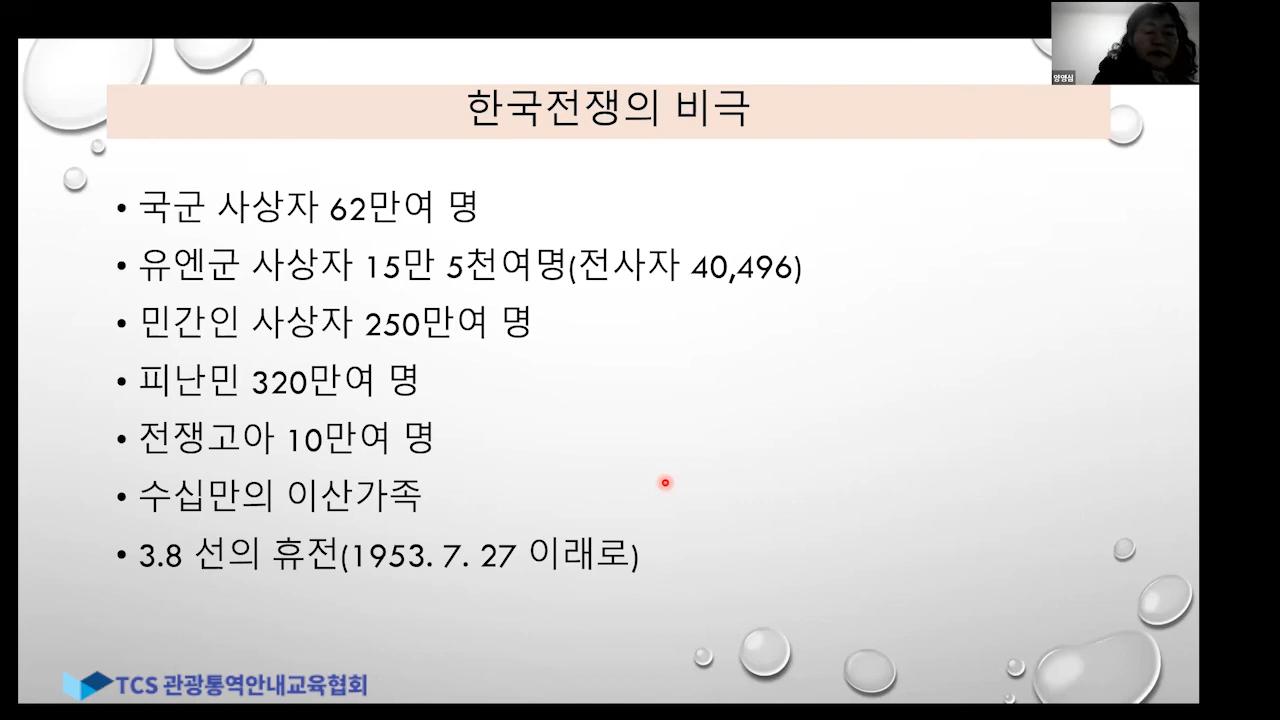 양영심
한국전쟁의 비극
• 국군 사상자 62만여 명
• 유엔군 사상자 15만 5천여명(전사자 40,496)
• 민간인 사상자 250만여 명
• 피난민 320만여 명
• 전쟁고아 10만여 명
• 수십만의 이산가족
• 3.8 선의 휴전(1953. 7. 27 이래로)
TCS 관광통역안내교육협회